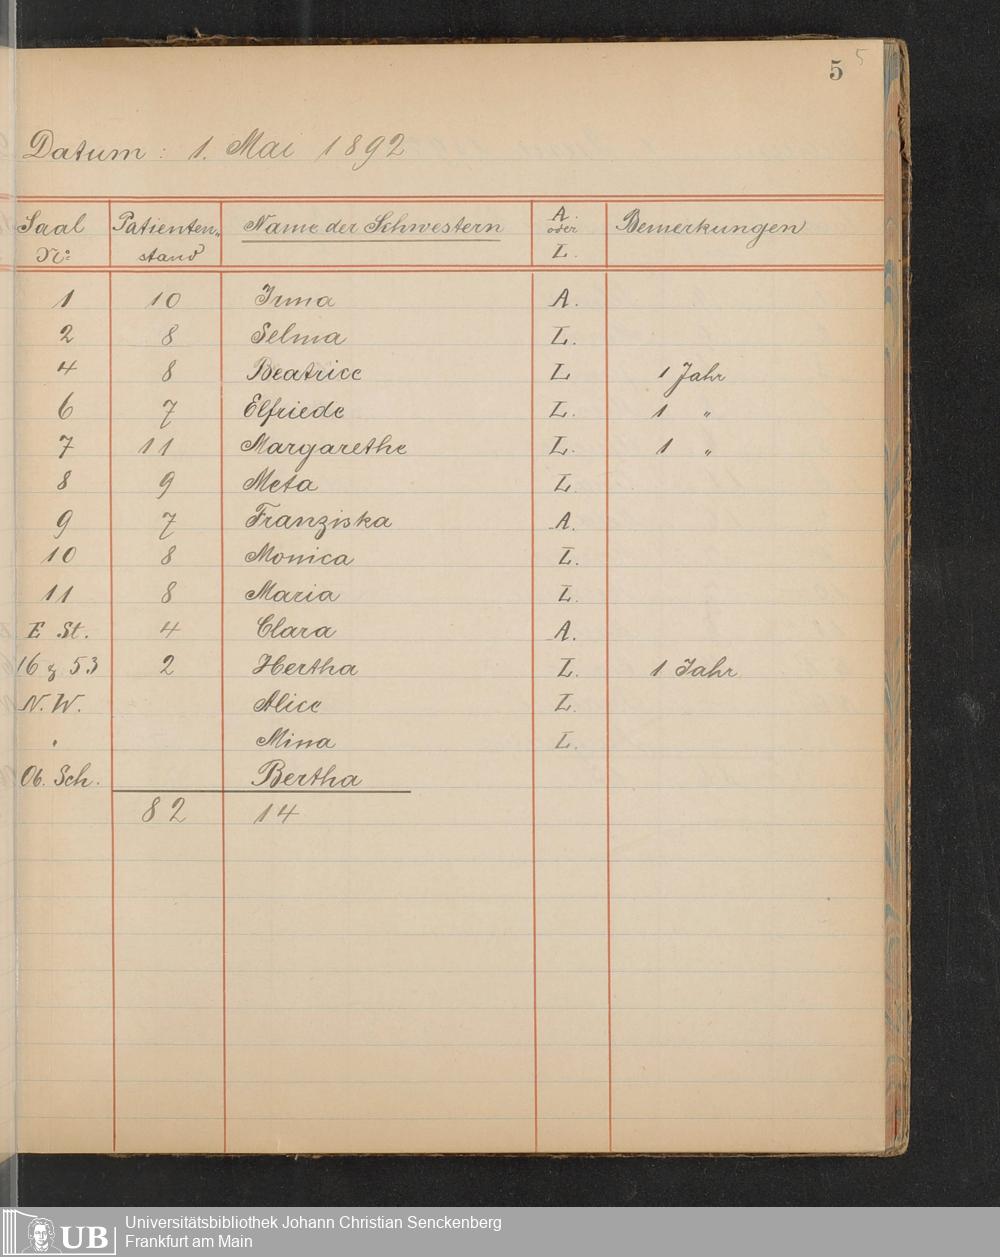 5 5
Datum: 1. Mai 1892
Saal No: Patienten„stand Name der Schwestern A. oder L. Bemerkungen
1 10 Irma A.
2 8 Selma L.
4 8 Beatrice L 1 Jahr
6 7 Elfriede L. 1 "
7 11 Margarethe L. 1 "
8 9 Meta L.
9 7 Franziska A.
10 8 Monica L.
11 8 Maria L.
E St. 4 Clara A.
16 & 53 2 Hertha L. 1 Jahr
N. W. Alice L.
" Mina L.
Ob. Sch. Bertha
82 14
UB Universitätsbibliothek Johann Christian Senckenberg
Frankfurt am Main